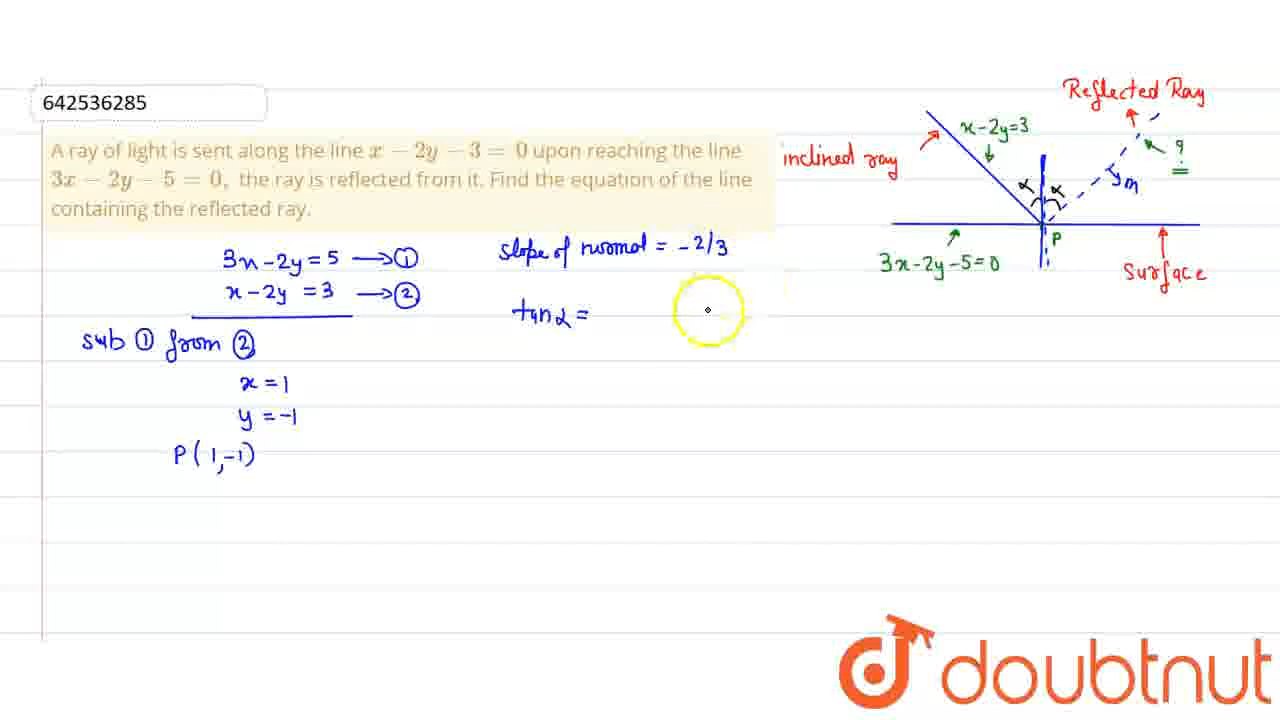 642536285
A ray of light is sent along the line x − 2y − 3 = 0 upon reaching the line
3x − 2y − 5 = 0, the ray is reflected from it. Find the equation of the line
containing the reflected ray.
3x-2y=5 → ①
x-2y =3 → ②
sub ① from ②
x=1
y=-1
P(1,-1)
slope of normal = -2/3
tanα=
Reflected Ray
x-2y=3
inclined ray
?
α α
m
P
3x-2y-5=0
Surface
doubtnut